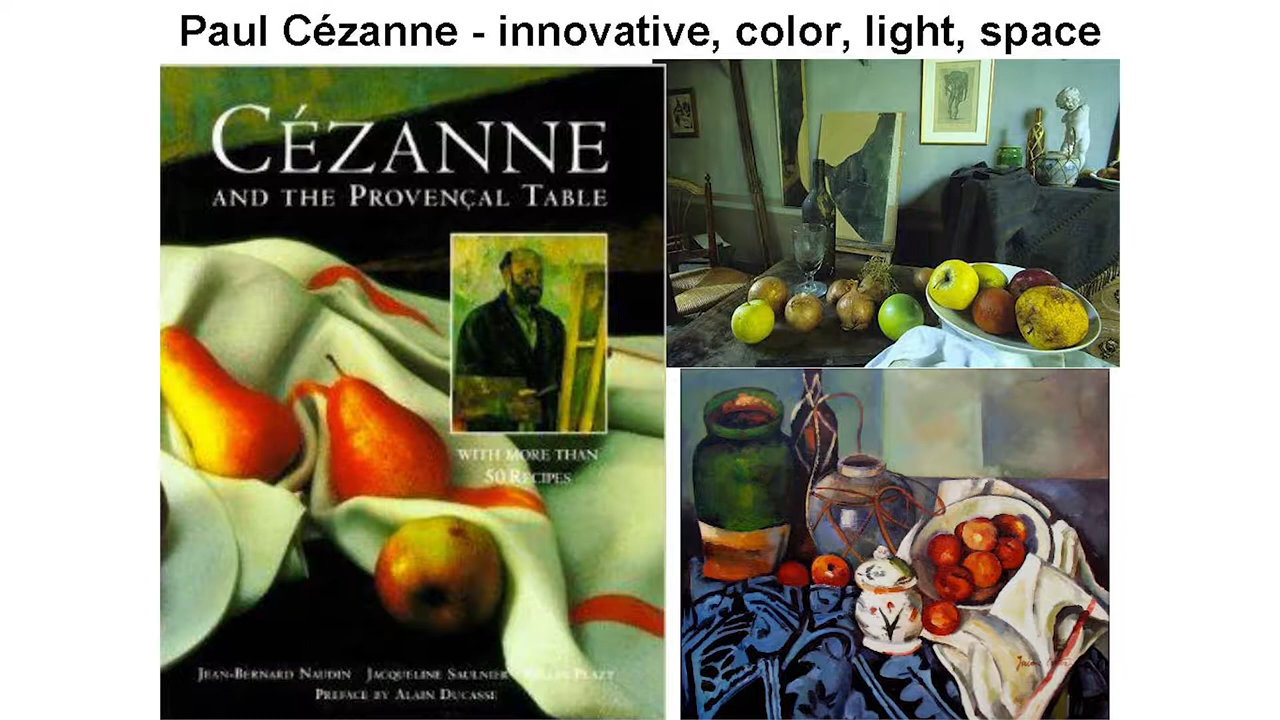 Paul Cézanne - innovative, color, light, space
CÉZANNE
AND THE PROVENÇAL TABLE
WITH MORE THAN
50 RECIPES
JEAN-BERNARD NAUDIN JACQUELINE SAULNIER PLAZY
PREFACE BY ALAIN DUCASSE